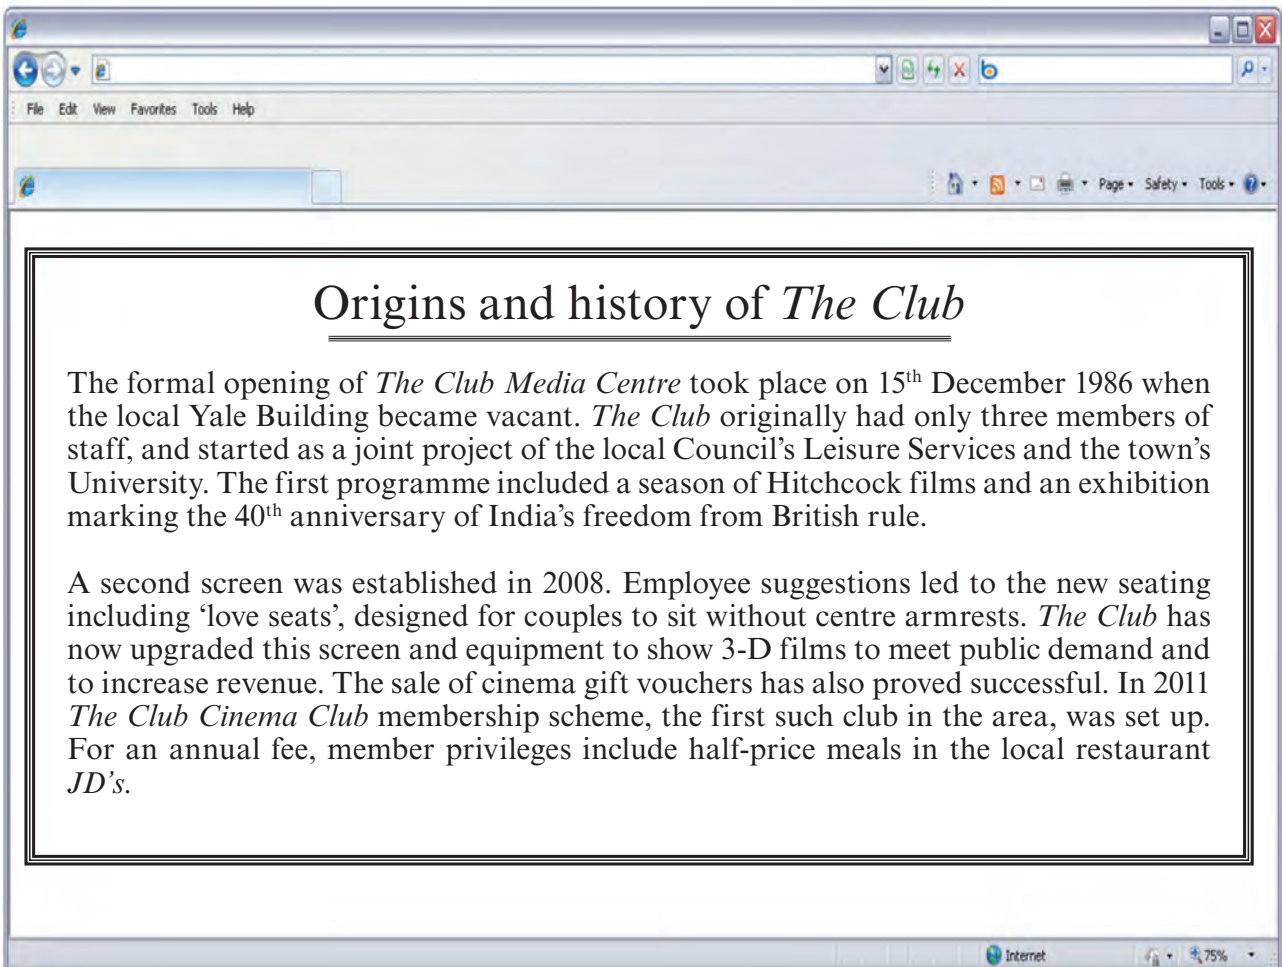 File Edit View Favorites Tools Help
Page Safety Tools
Origins and history of The Club
The formal opening of The Club Media Centre took place on 15th December 1986 when
the local Yale Building became vacant. The Club originally had only three members of
staff, and started as a joint project of the local Council’s Leisure Services and the town’s
University. The first programme included a season of Hitchcock films and an exhibition
marking the 40th anniversary of India’s freedom from British rule.
A second screen was established in 2008. Employee suggestions led to the new seating
including ‘love seats’, designed for couples to sit without centre armrests. The Club has
now upgraded this screen and equipment to show 3-D films to meet public demand and
to increase revenue. The sale of cinema gift vouchers has also proved successful. In 2011
The Club Cinema Club membership scheme, the first such club in the area, was set up.
For an annual fee, member privileges include half-price meals in the local restaurant
JD’s.
Internet 75%